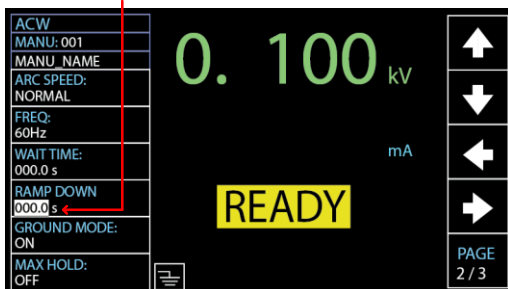 ACW
MANU: 001
MANU_NAME
ARC SPEED:
NORMAL
FREQ:
60Hz
WAIT TIME:
000.0 s
RAMP DOWN
000.0 s
GROUND MODE:
ON
MAX HOLD:
OFF
0. 100 kV
mA
READY
PAGE
2 / 3